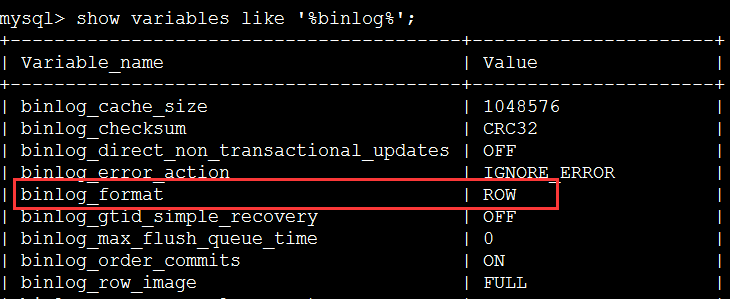 mysql> show variables like '%binlog%';
+-----------------------------------------+----------------------+
| Variable_name | Value |
+-----------------------------------------+----------------------+
| binlog_cache_size | 1048576 |
| binlog_checksum | CRC32 |
| binlog_direct_non_transactional_updates | OFF |
| binlog_error_action | IGNORE_ERROR |
| binlog_format | ROW |
| binlog_gtid_simple_recovery | OFF |
| binlog_max_flush_queue_time | 0 |
| binlog_order_commits | ON |
| binlog_row_image | FULL |